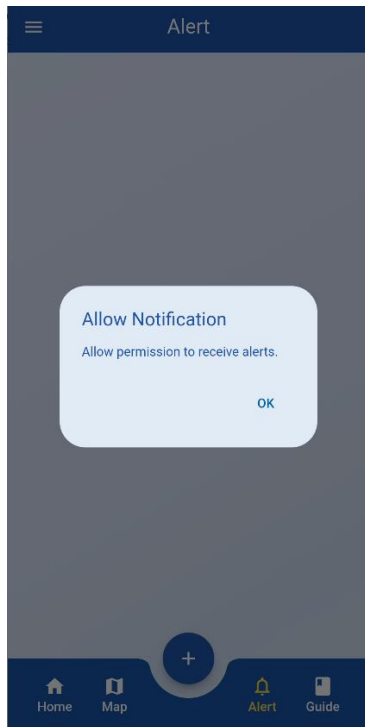 Alert
Allow Notification
Allow permission to receive alerts.
OK
Home Map Alert Guide